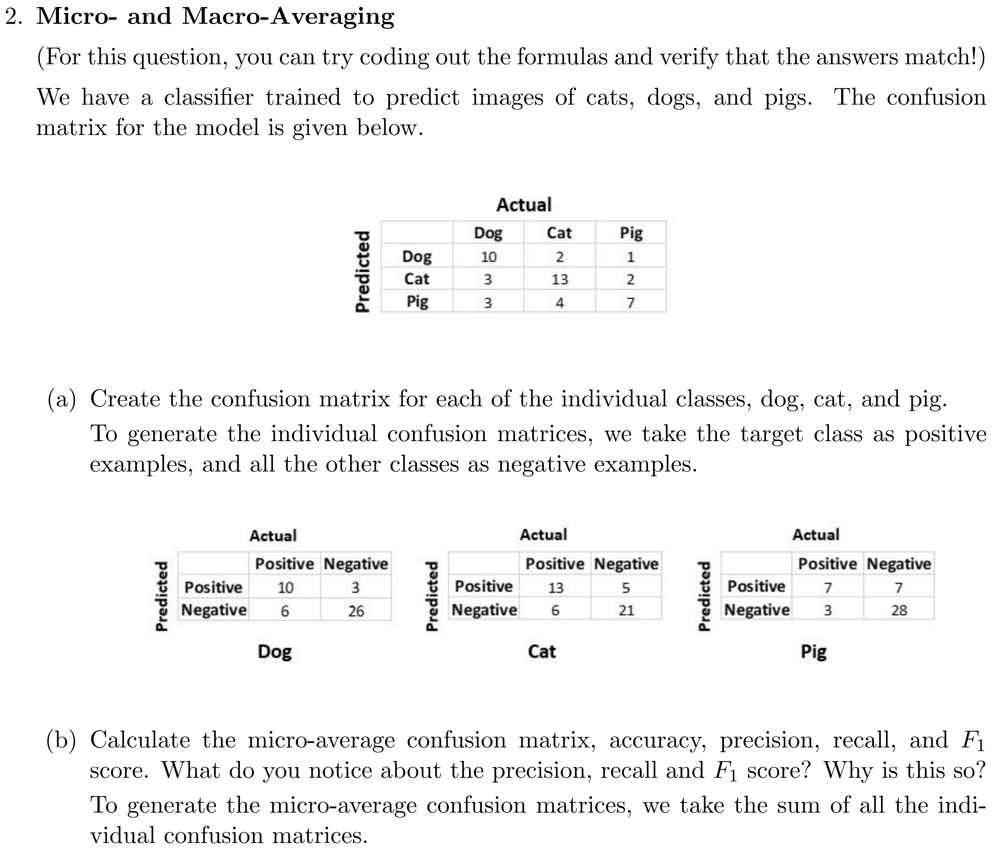 2. Micro- and Macro-Averaging
(For this question, you can try coding out the formulas and verify that the answers match!)
We have a classifier trained to predict images of cats, dogs, and pigs. The confusion
matrix for the model is given below.
Actual
Predicted
Dog Cat Pig
Dog 10 2 1
Cat 3 13 2
Pig 3 4 7
(a) Create the confusion matrix for each of the individual classes, dog, cat, and pig.
To generate the individual confusion matrices, we take the target class as positive
examples, and all the other classes as negative examples.
Actual
Predicted
Positive Negative
Positive 10 3
Negative 6 26
Dog
Actual
Predicted
Positive Negative
Positive 13 5
Negative 6 21
Cat
Actual
Predicted
Positive Negative
Positive 7 7
Negative 3 28
Pig
(b) Calculate the micro-average confusion matrix, accuracy, precision, recall, and F₁
score. What do you notice about the precision, recall and F₁ score? Why is this so?
To generate the micro-average confusion matrices, we take the sum of all the indi-
vidual confusion matrices.